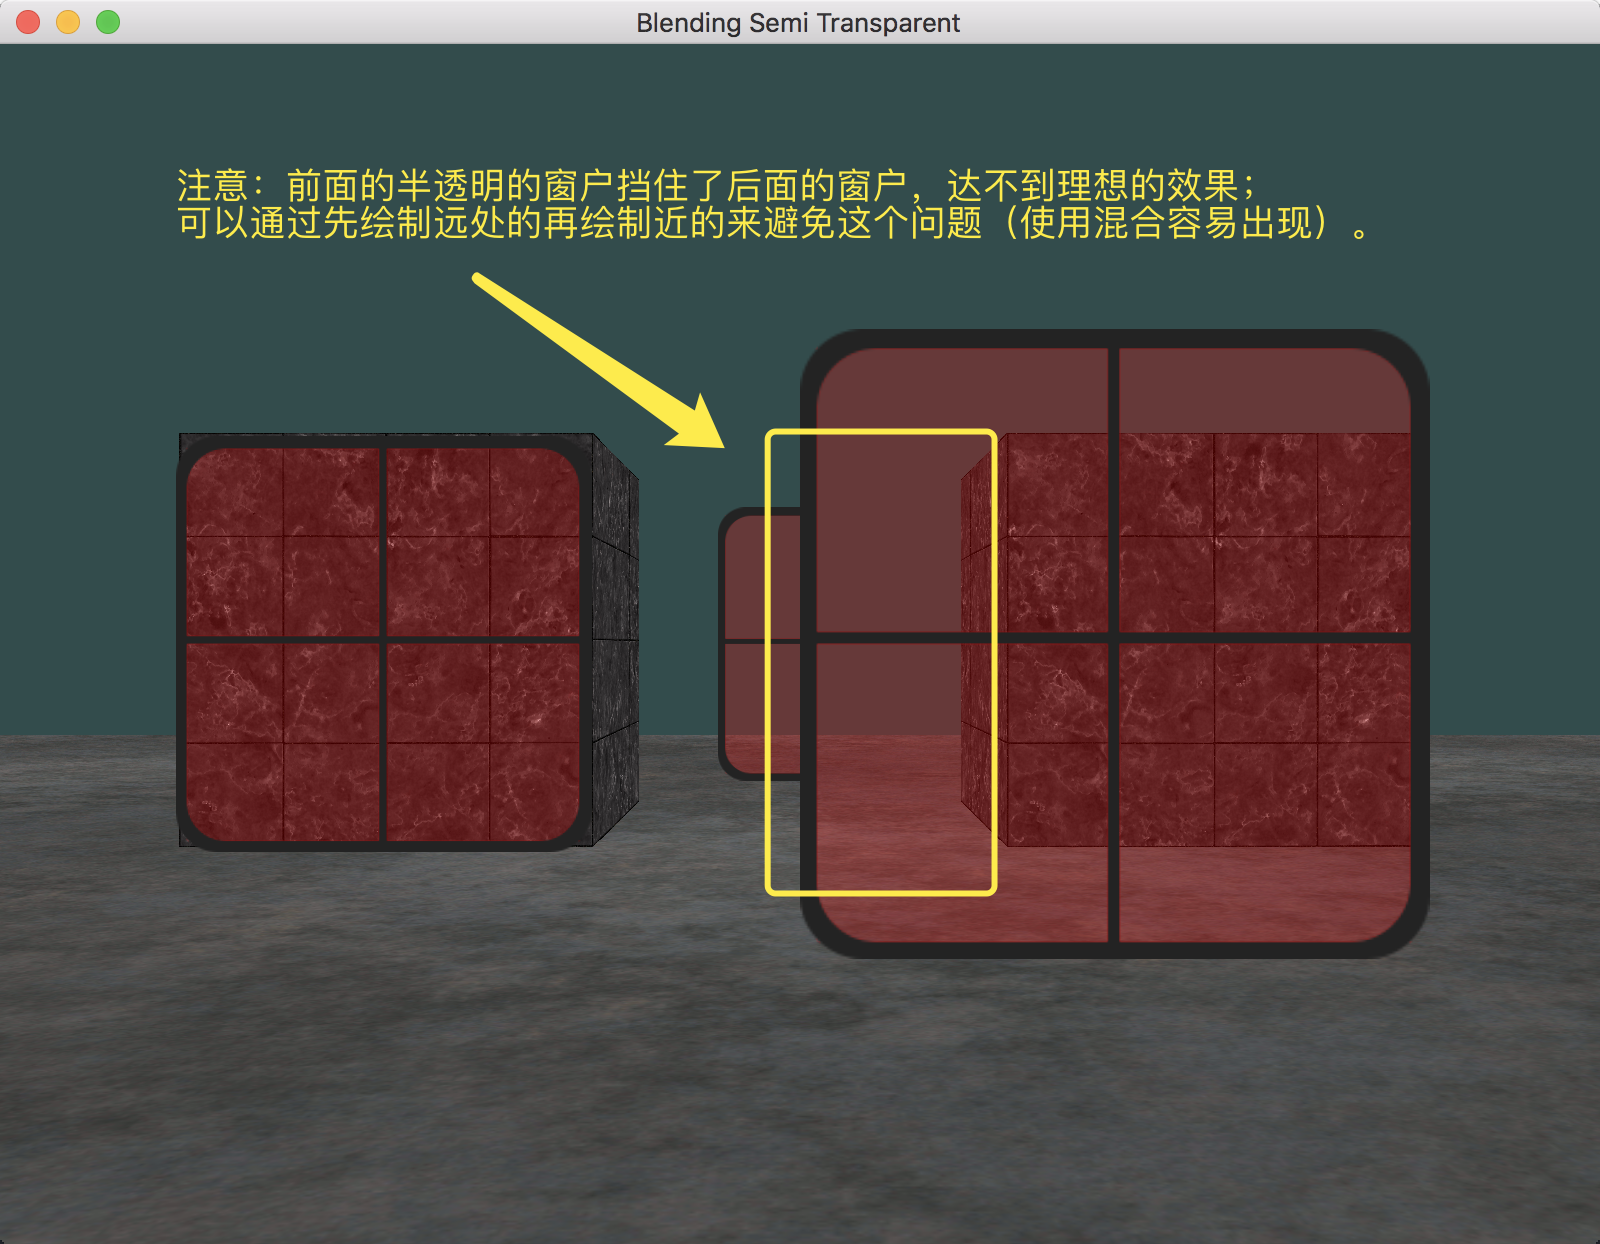 Blending Semi Transparent
注意：前面的半透明的窗户挡住了后面的窗户，达不到理想的效果；
可以通过先绘制远处的再绘制近的来避免这个问题（使用混合容易出现）。